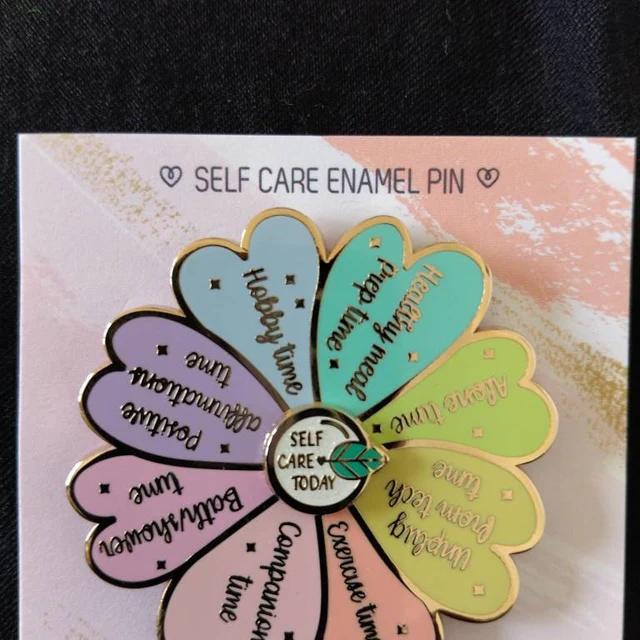 ♡ SELF CARE ENAMEL PIN ♡
Hobby time
Healthy meal
prep time
Alone time
Unplug
from tech
time
Exercise time
Companion
time
Bath/shower
time
Positive
affirmations
time
SELF
CARE♥
TODAY